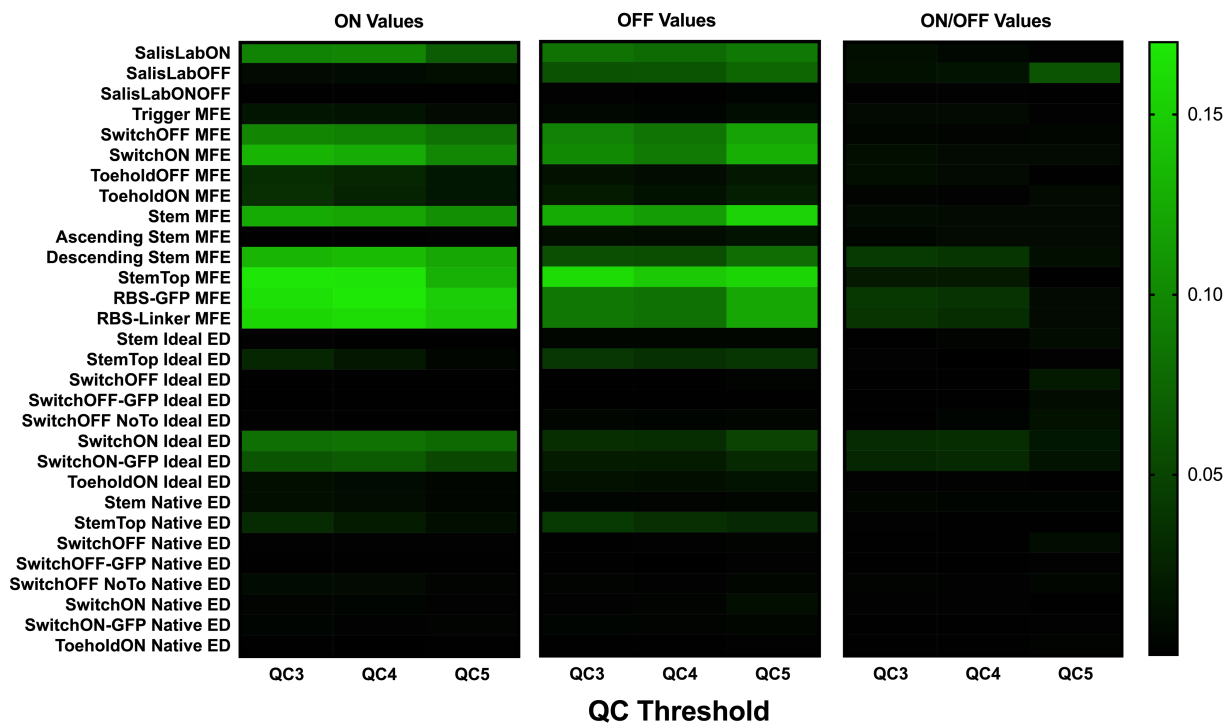 ON Values OFF Values ON/OFF Values
SalisLabON
SalisLabOFF
SalisLabONOFF
Trigger MFE
SwitchOFF MFE
SwitchON MFE
ToeholdOFF MFE
ToeholdON MFE
Stem MFE
Ascending Stem MFE
Descending Stem MFE
StemTop MFE
RBS-GFP MFE
RBS-Linker MFE
Stem Ideal ED
StemTop Ideal ED
SwitchOFF Ideal ED
SwitchOFF-GFP Ideal ED
SwitchOFF NoTo Ideal ED
SwitchON Ideal ED
SwitchON-GFP Ideal ED
ToeholdON Ideal ED
Stem Native ED
StemTop Native ED
SwitchOFF Native ED
SwitchOFF-GFP Native ED
SwitchOFF NoTo Native ED
SwitchON Native ED
SwitchON-GFP Native ED
ToeholdON Native ED
QC3 QC4 QC5 QC3 QC4 QC5 QC3 QC4 QC5
QC Threshold
0.15
0.10
0.05